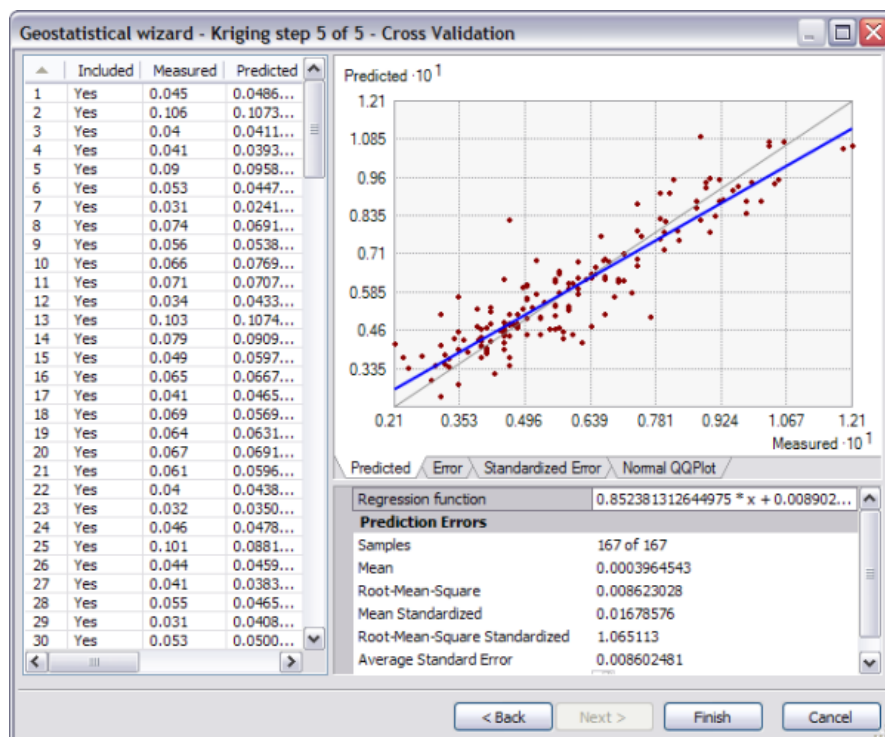 Geostatistical wizard - Kriging step 5 of 5 - Cross Validation
Included Measured Predicted
1 Yes 0.045 0.0486...
2 Yes 0.106 0.1073...
3 Yes 0.04 0.0411...
4 Yes 0.041 0.0393...
5 Yes 0.09 0.0958...
6 Yes 0.053 0.0447...
7 Yes 0.031 0.0241...
8 Yes 0.074 0.0691...
9 Yes 0.056 0.0538...
10 Yes 0.066 0.0769...
11 Yes 0.071 0.0707...
12 Yes 0.034 0.0433...
13 Yes 0.103 0.1074...
14 Yes 0.079 0.0909...
15 Yes 0.049 0.0597...
16 Yes 0.065 0.0667...
17 Yes 0.041 0.0465...
18 Yes 0.069 0.0569...
19 Yes 0.064 0.0631...
20 Yes 0.067 0.0691...
21 Yes 0.061 0.0596...
22 Yes 0.04 0.0438...
23 Yes 0.032 0.0350...
24 Yes 0.046 0.0478...
25 Yes 0.101 0.0881...
26 Yes 0.044 0.0459...
27 Yes 0.041 0.0383...
28 Yes 0.055 0.0465...
29 Yes 0.031 0.0408...
30 Yes 0.053 0.0500...
Predicted ·10 1
1.21
1.085
0.96
0.835
0.71
0.585
0.46
0.335
0.21 0.353 0.496 0.639 0.781 0.924 1.067 1.21
Measured ·10 1
Predicted Error Standardized Error Normal QQPlot
Regression function 0.852381312644975 * x + 0.008902...
Prediction Errors
Samples 167 of 167
Mean 0.0003964543
Root-Mean-Square 0.008623028
Mean Standardized 0.01678576
Root-Mean-Square Standardized 1.065113
Average Standard Error 0.008602481
< Back Next > Finish Cancel